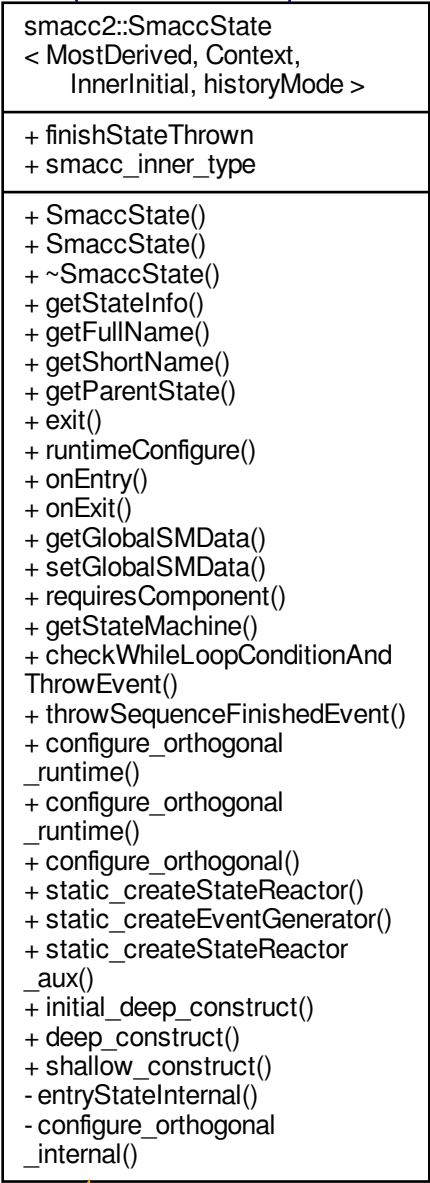 smacc2::SmaccState
< MostDerived, Context,
InnerInitial, historyMode >
+ finishStateThrown
+ smacc_inner_type
+ SmaccState()
+ SmaccState()
+ ~SmaccState()
+ getStateInfo()
+ getFullName()
+ getShortName()
+ getParentState()
+ exit()
+ runtimeConfigure()
+ onEntry()
+ onExit()
+ getGlobalSMData()
+ setGlobalSMData()
+ requiresComponent()
+ getStateMachine()
+ checkWhileLoopConditionAnd
ThrowEvent()
+ throwSequenceFinishedEvent()
+ configure_orthogonal
_runtime()
+ configure_orthogonal
_runtime()
+ configure_orthogonal()
+ static_createStateReactor()
+ static_createEventGenerator()
+ static_createStateReactor
_aux()
+ initial_deep_construct()
+ deep_construct()
+ shallow_construct()
- entryStateInternal()
- configure_orthogonal
_internal()